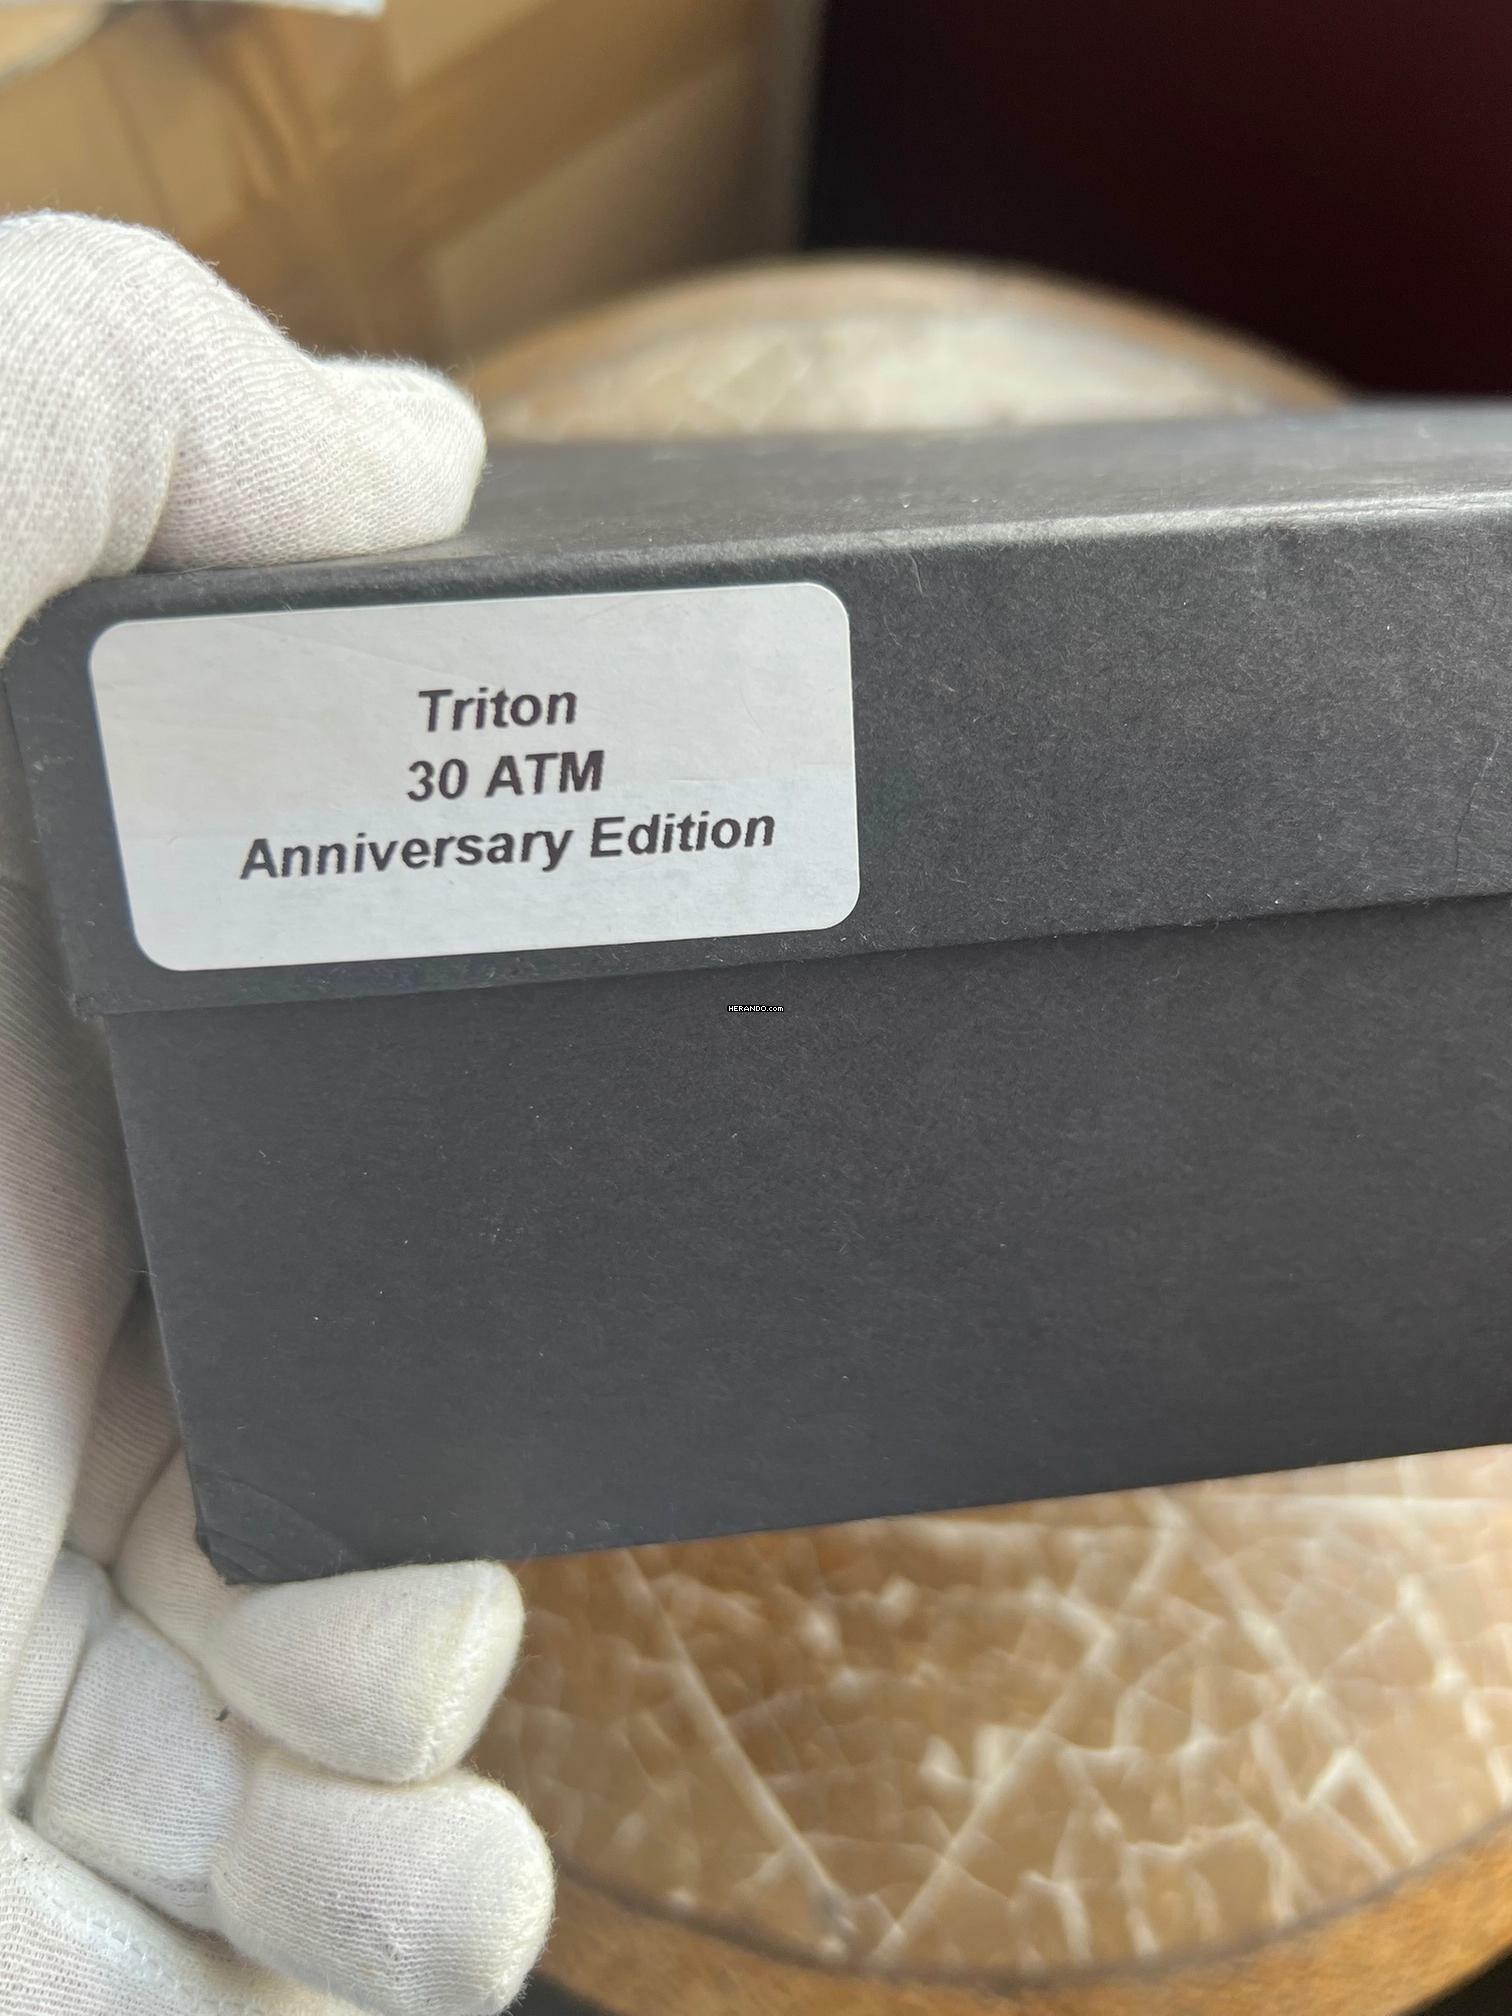 Triton
30 ATM
Anniversary Edition
HERANDO.com